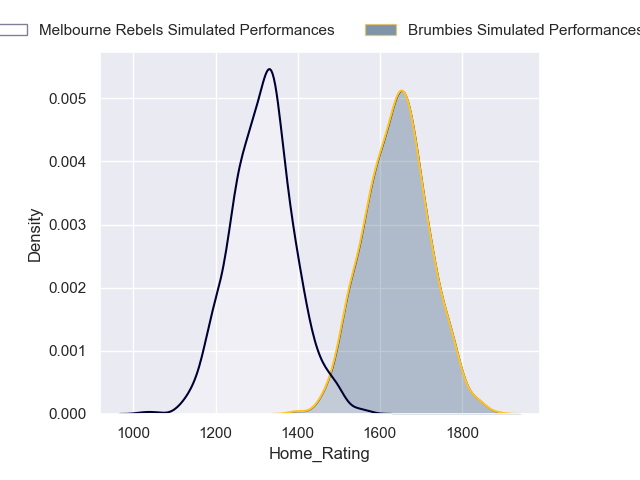 Melbourne Rebels Simulated Performances Brumbies Simulated Performances
0.005
0.004
0.003
0.002
0.001
0.000
Density
1000 1200 1400 1600 1800
Home_Rating